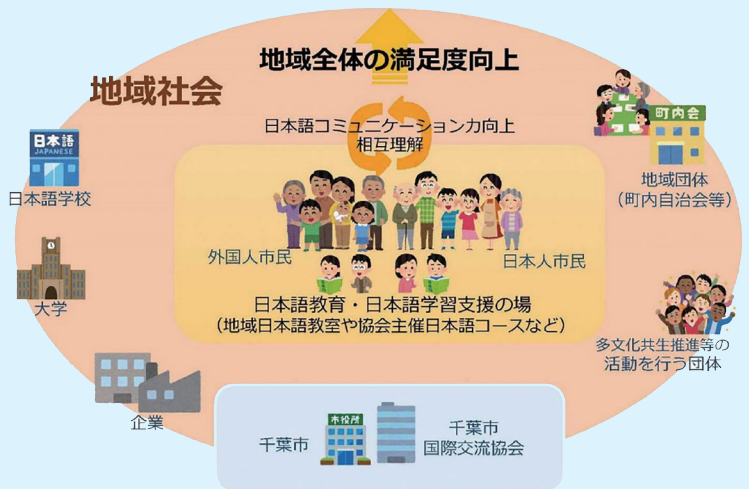 地域全体の満足度向上
地域社会
日本語コミュニケーション力向上
相互理解
日本語
JAPANESE
日本語学校
町内会
地域団体
（町内自治会等）
外国人市民
日本人市民
大学
日本語教育・日本語学習支援の場
（地域日本語教室や協会主催日本語コースなど）
多文化共生推進等の
活動を行う団体
企業
市役所
千葉市
千葉市
国際交流協会